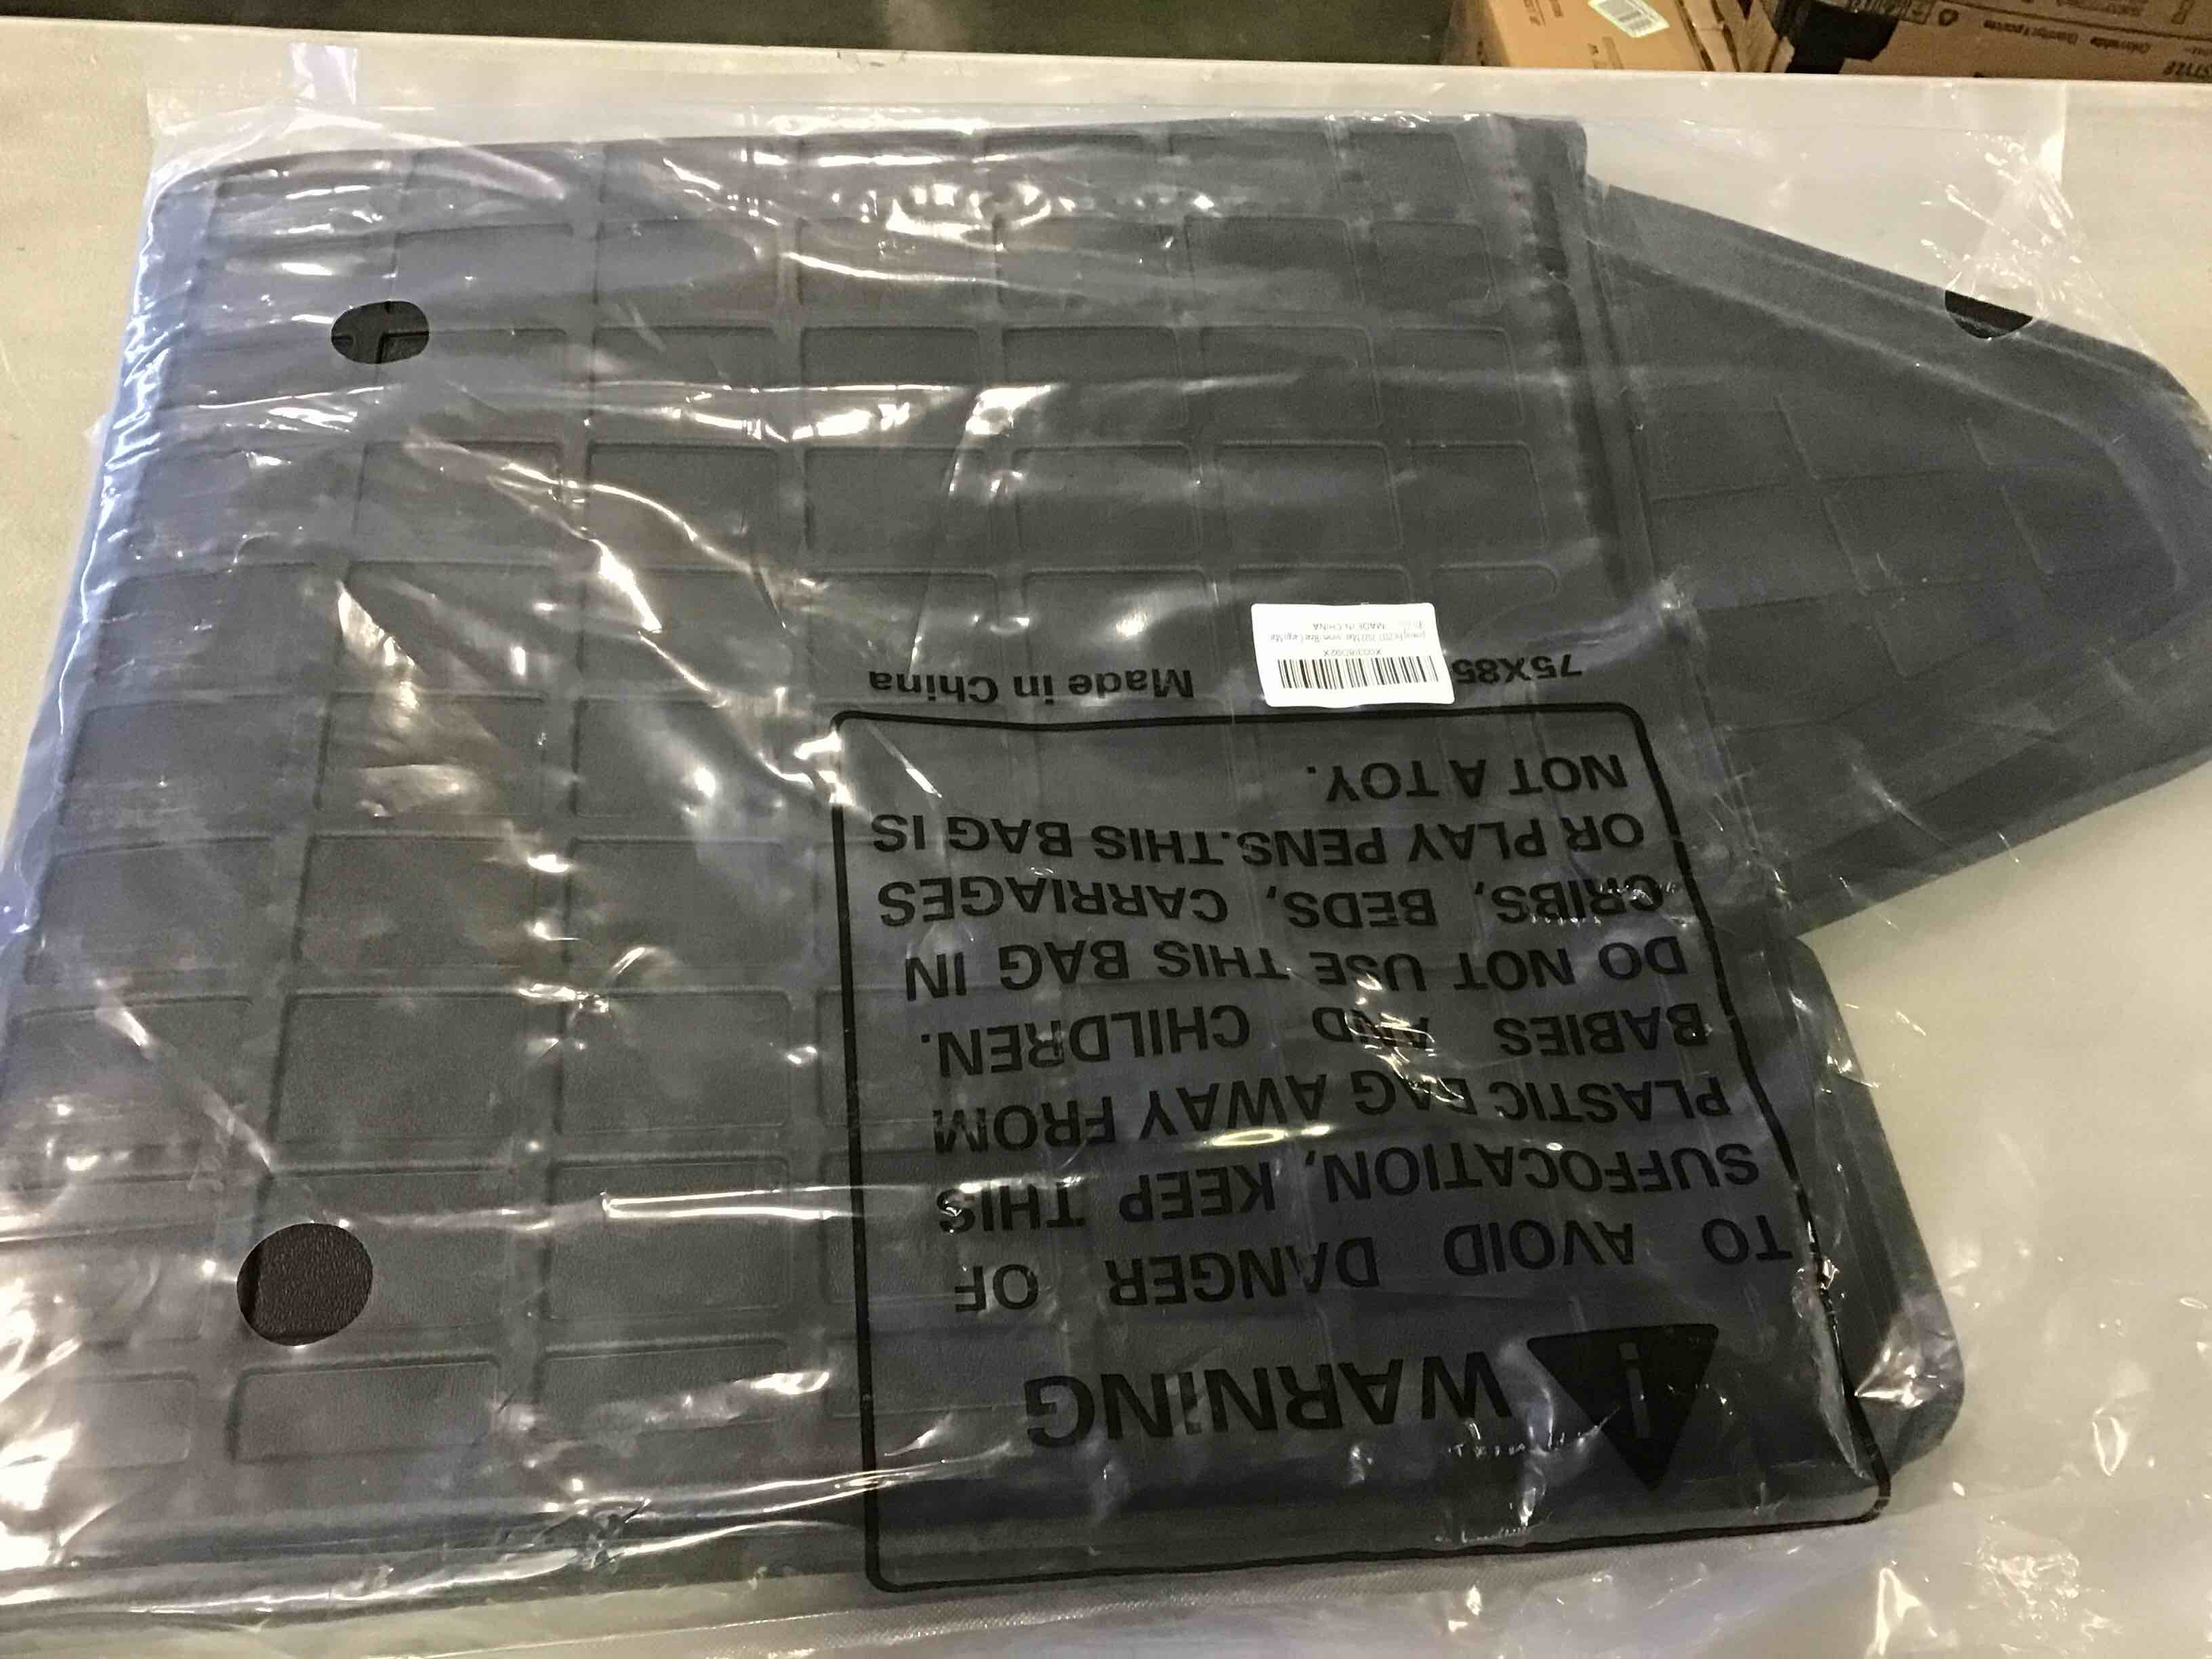 WARNING
TO AVOID DANGER OF
SUFFOCATION, KEEP THIS
PLASTIC BAG AWAY FROM
BABIES AND CHILDREN.
DO NOT USE THIS BAG IN
CRIBS, BEDS, CARRIAGES
OR PLAY PENS.THIS BAG IS
NOT A TOY.
75X85
Made in China
MADE IN CHINA